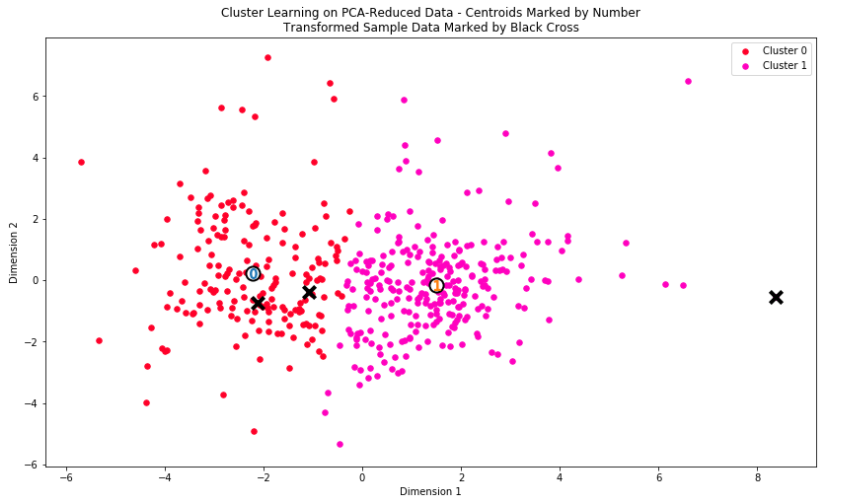 Cluster Learning on PCA-Reduced Data - Centroids Marked by Number
Transformed Sample Data Marked by Black Cross
Cluster 0
Cluster 1
6
4
2
0
−2
−4
−6
Dimension 2
0
1
−6
−4
−2
0
2
4
6
8
Dimension 1